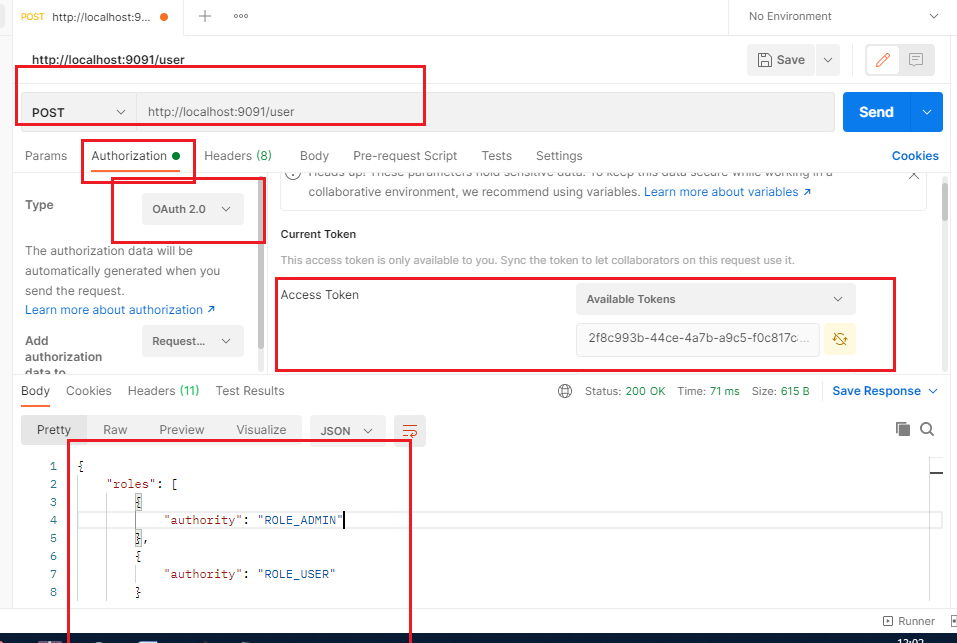 POST http://localhost:9... No Environment
http://localhost:9091/user Save
POST http://localhost:9091/user Send
Params Authorization Headers (8) Body Pre-request Script Tests Settings Cookies
Heads up! These parameters hold sensitive data. To keep this data secure while working in a
collaborative environment, we recommend using variables. Learn more about variables ↗
Type OAuth 2.0
The authorization data will be
automatically generated when you
send the request.
Learn more about authorization ↗
Add
authorization
data to
Request...
Current Token
This access token is only available to you. Sync the token to let collaborators on this request use it.
Access Token Available Tokens
2f8c993b-44ce-4a7b-a9c5-f0c817c...
Body Cookies Headers (11) Test Results Status: 200 OK Time: 71 ms Size: 615 B Save Response
Pretty Raw Preview Visualize JSON
1 {
2 "roles": [
3 {
4 "authority": "ROLE_ADMIN"
5 },
6 {
7 "authority": "ROLE_USER"
8 }
Runner
12:02